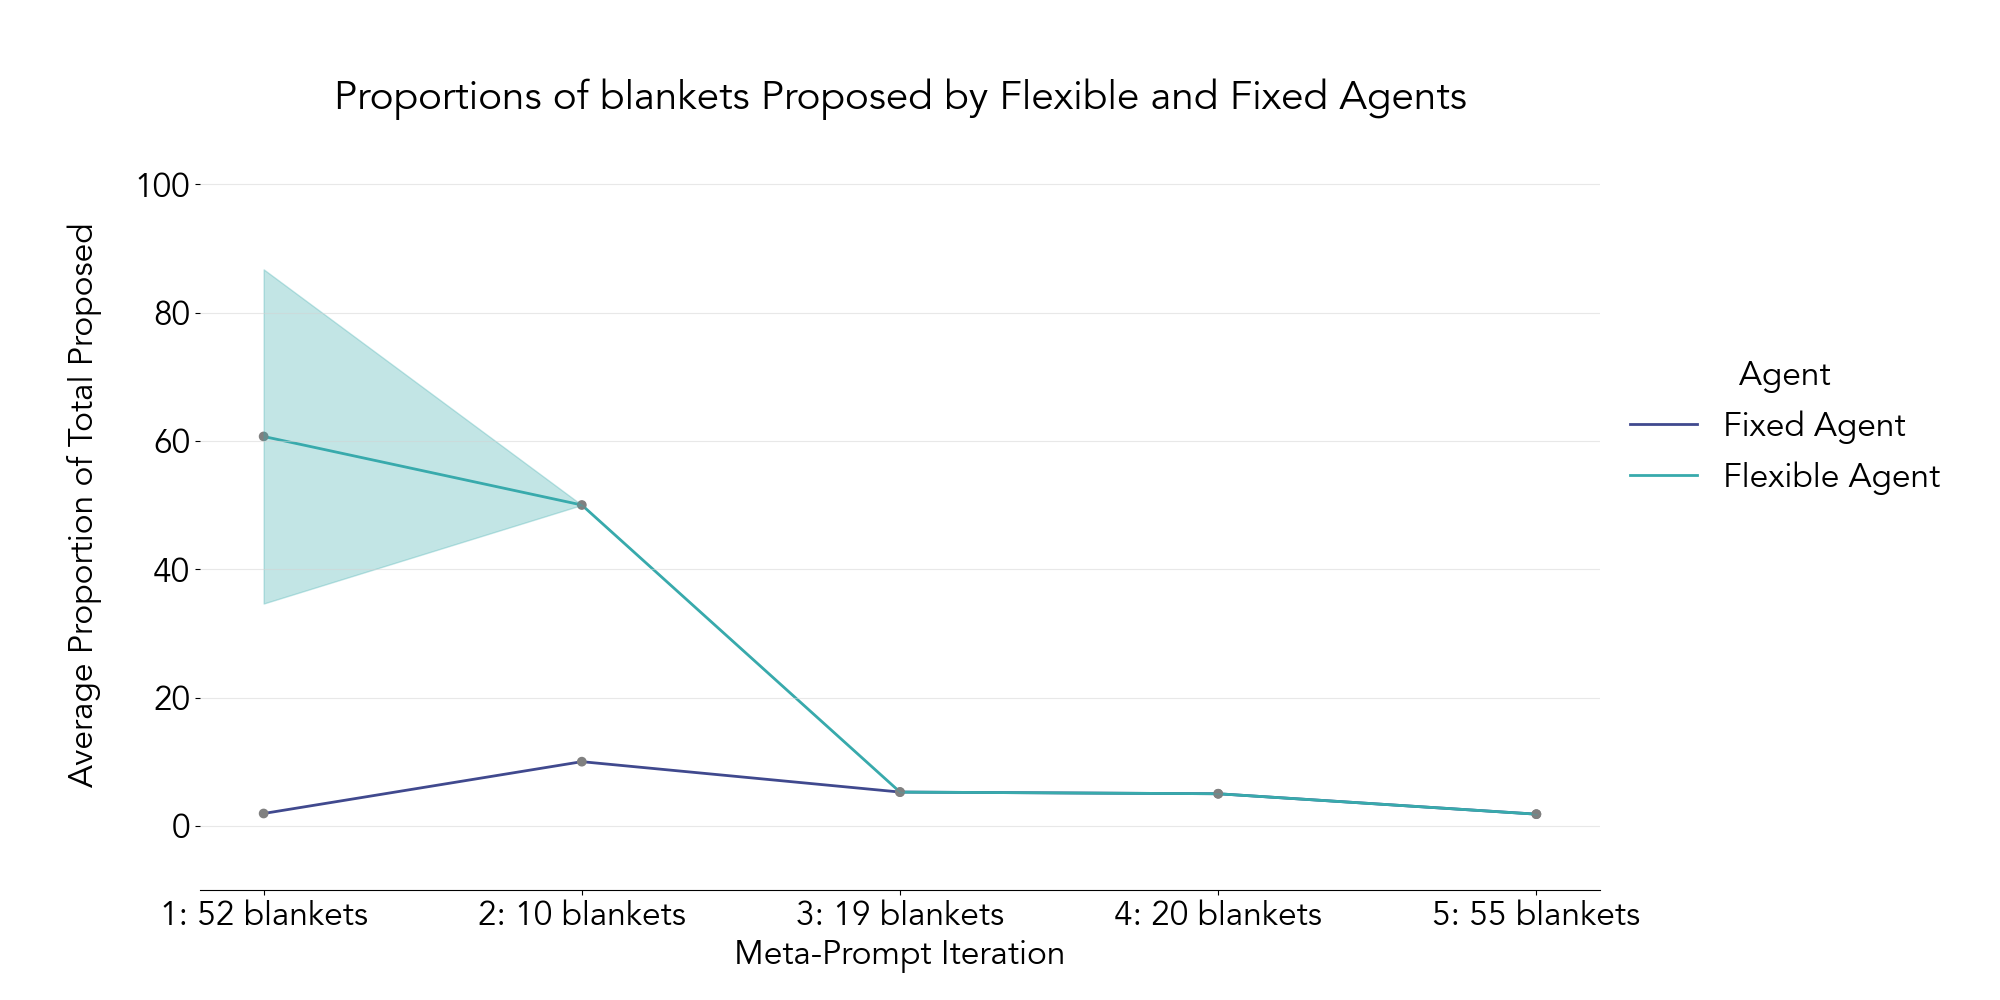 Proportions of blankets Proposed by Flexible and Fixed Agents
Average Proportion of Total Proposed
100
80
60
40
20
0
1: 52 blankets
2: 10 blankets
3: 19 blankets
4: 20 blankets
5: 55 blankets
Meta-Prompt Iteration
Agent
Fixed Agent
Flexible Agent